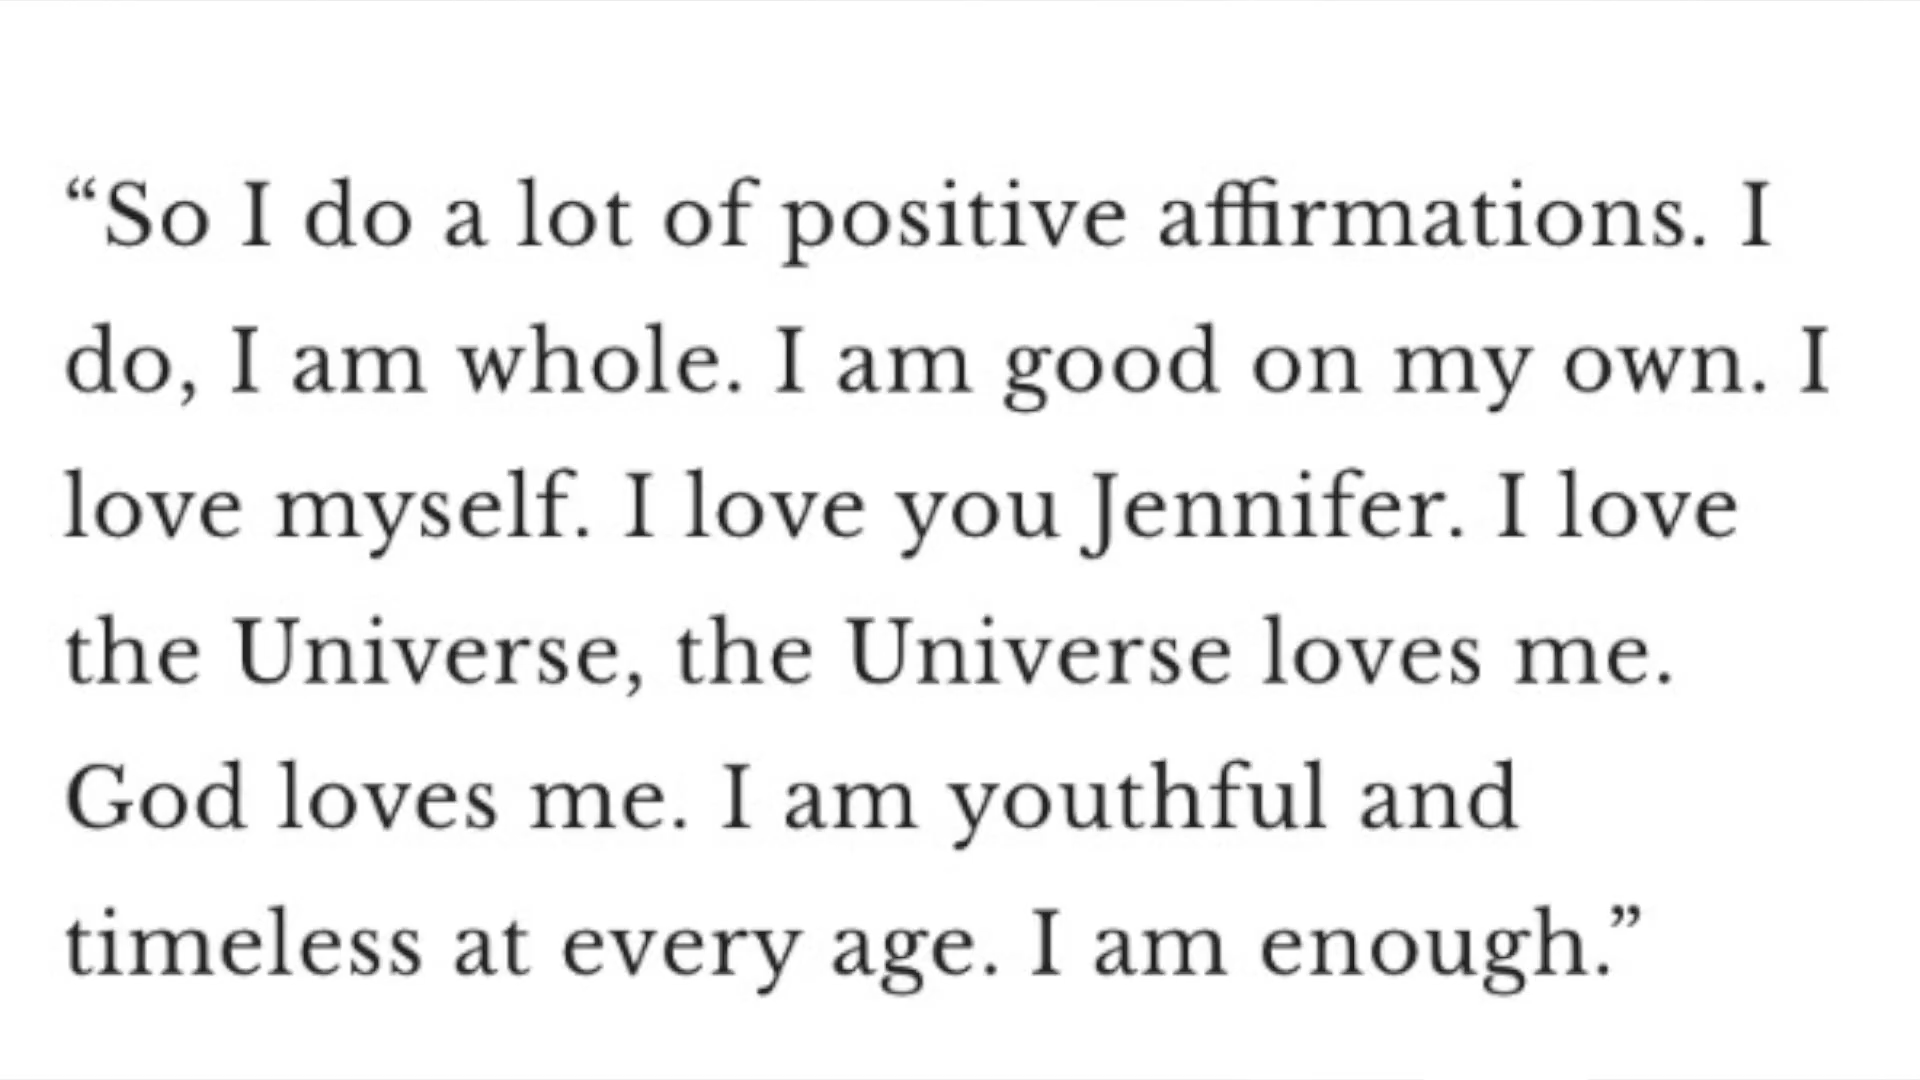 “So I do a lot of positive affirmations. I
do, I am whole. I am good on my own. I
love myself. I love you Jennifer. I love
the Universe, the Universe loves me.
God loves me. I am youthful and
timeless at every age. I am enough.”